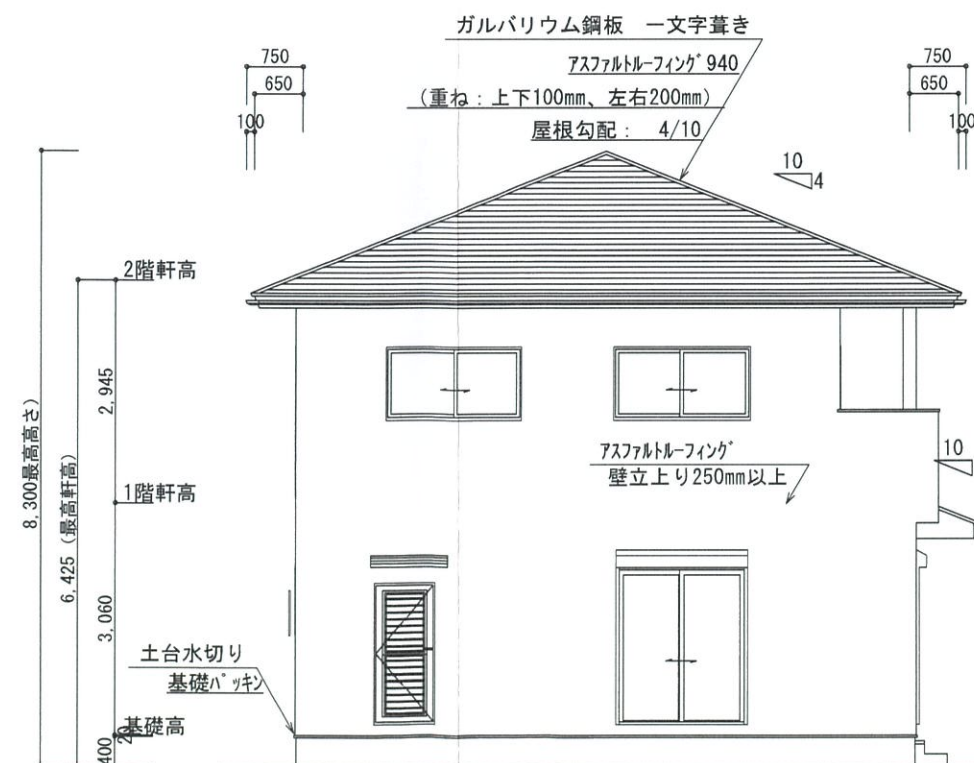 ガルバリウム鋼板　一文字葺き
アスファルトルーフィング 940
（重ね：上下100mm、左右200mm）
屋根勾配： 4/10
750
650
100
750
650
100
10
4
2階軒高
2,945
8,300最高高さ）
6,425（最高軒高）
1階軒高
3,060
アスファルトルーフィング
壁立上り250mm以上
10
土台水切り
基礎パッキン
基礎高
20
400